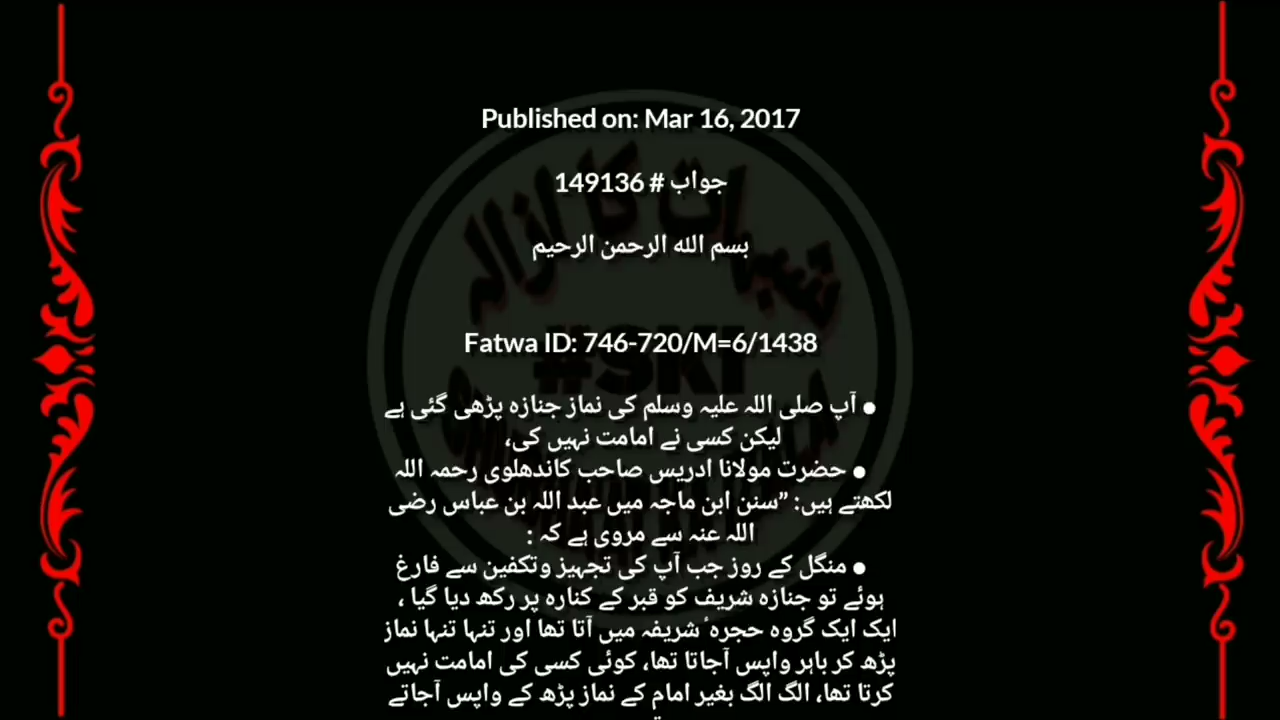 Published on: Mar 16, 2017
جواب # 149136
بسم الله الرحمن الرحيم
Fatwa ID: 746-720/M=6/1438
● آپ صلی اللہ علیہ وسلم کی نماز جنازہ پڑھی گئی ہے
لیکن کسی نے امامت نہیں کی،
● حضرت مولانا ادریس صاحب کاندھلوی رحمہ اللہ
لکھتے ہیں: ”سنن ابن ماجہ میں عبد اللہ بن عباس رضی
اللہ عنہ سے مروی ہے کہ :
● منگل کے روز جب آپ کی تجہیز وتکفین سے فارغ
ہوئے تو جنازہ شریف کو قبر کے کنارہ پر رکھ دیا گیا ،
ایک ایک گروہ حجرہٴ شریفہ میں آتا تھا اور تنہا تنہا نماز
پڑھ کر باہر واپس آجاتا تھا، کوئی کسی کی امامت نہیں
کرتا تھا، الگ الگ بغیر امام کے نماز پڑھ کے واپس آجاتے
شبہات کا ازالہ
#SKI